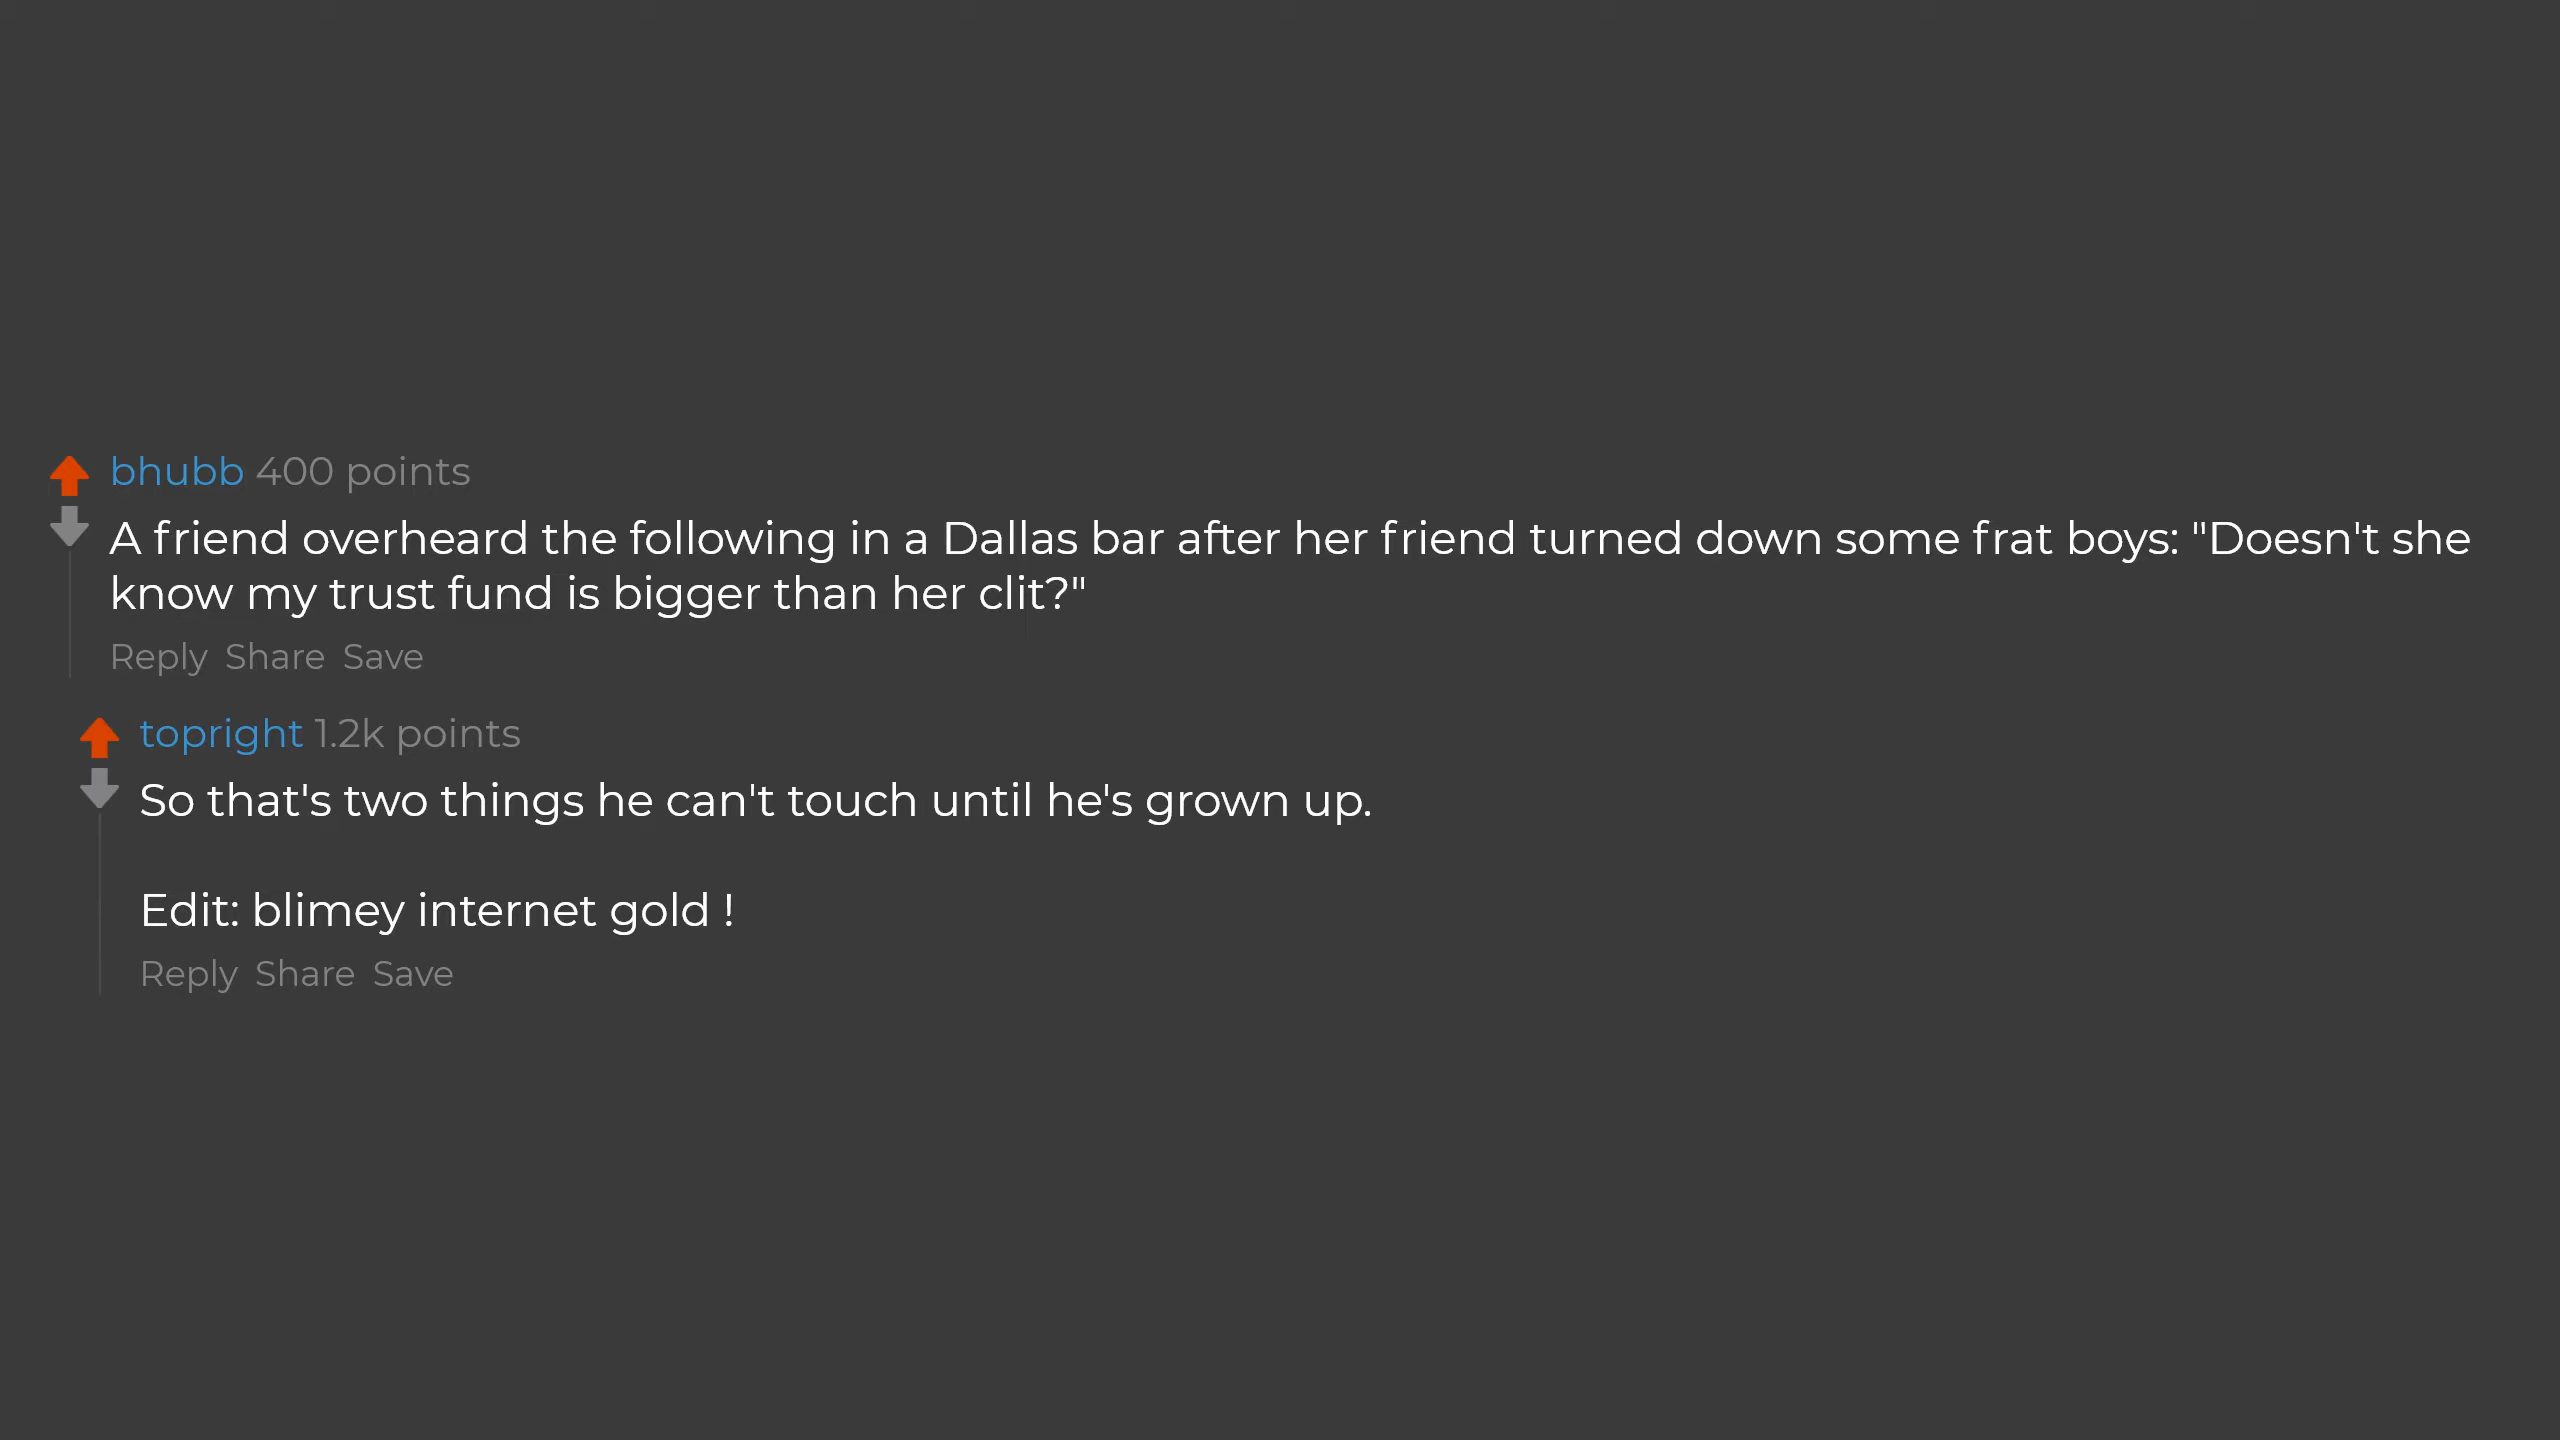 bhubb 400 points
A friend overheard the following in a Dallas bar after her friend turned down some frat boys: "Doesn't she
know my trust fund is bigger than her clit?"
Reply Share Save
topright 1.2k points
So that's two things he can't touch until he's grown up.
Edit: blimey internet gold !
Reply Share Save